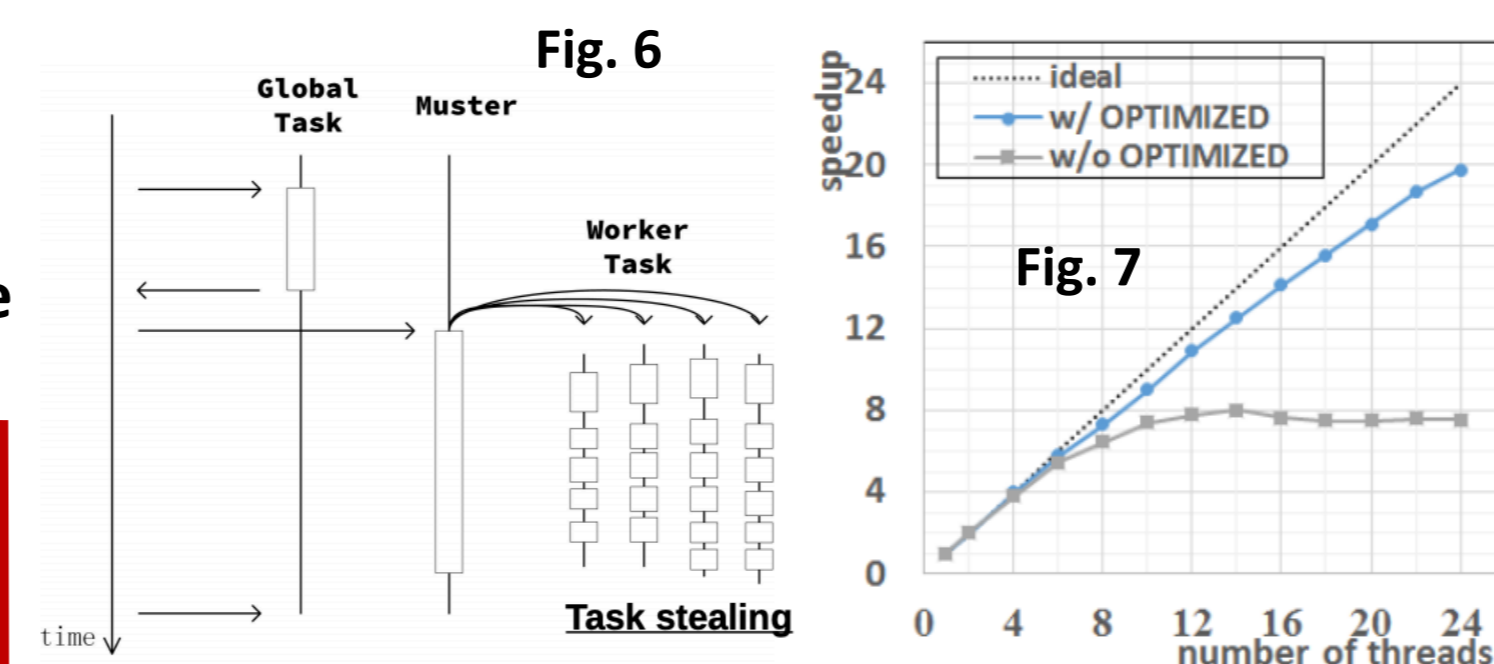 Fig. 6
Global
Task
Muster
Worker
Task
Task stealing
time
e
speedup
24
20
16
12
8
4
0
ideal
w/ OPTIMIZED
w/o OPTIMIZED
Fig. 7
0 4 8 12 16 20 24
number of threads